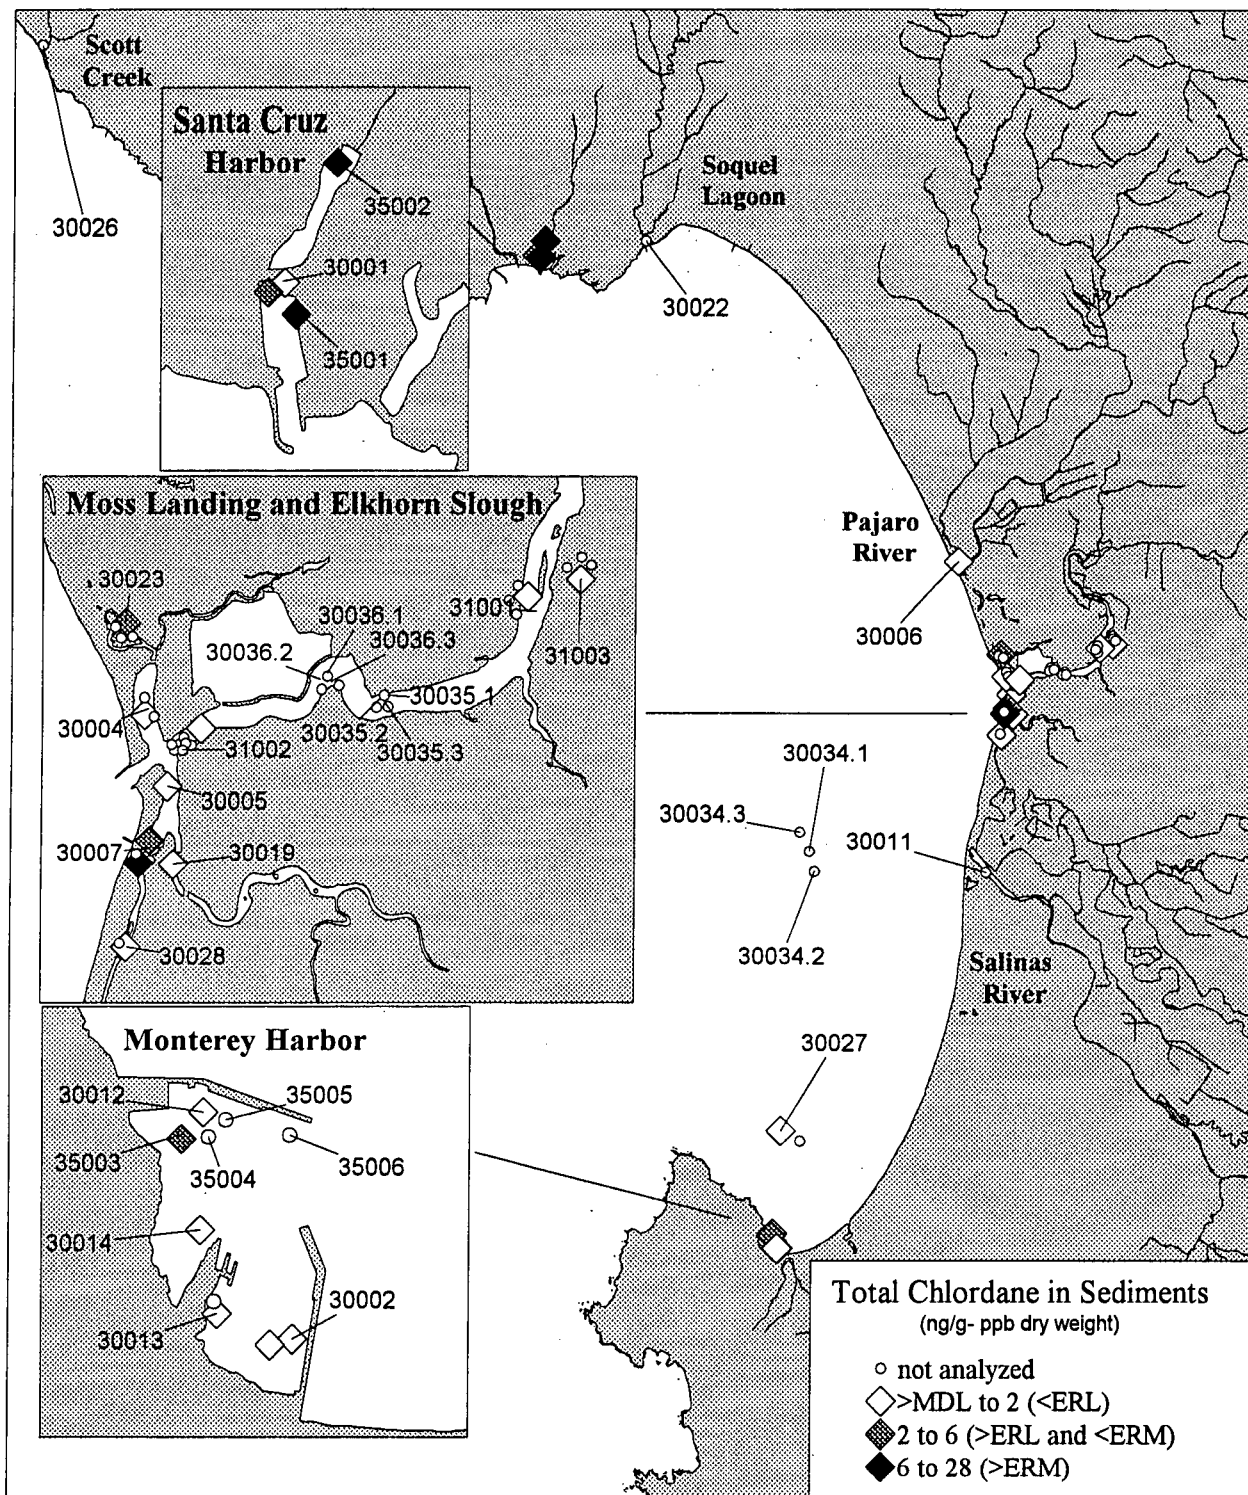 Scott
Creek
30026
Santa Cruz
Harbor
35002
30001
35001
Soquel
Lagoon
30022
Pajaro
River
30006
Moss Landing and Elkhorn Slough
30023
30036.1
30036.2
30036.3
31001
31003
30035.1
30004
31002
30035.2
30035.3
30005
30007
30019
30028
30034.1
30034.3
30011
30034.2
Salinas
River
30027
Monterey Harbor
30012
35005
35003
35004
35006
30014
30002
30013
Total Chlordane in Sediments
(ng/g- ppb dry weight)
not analyzed
>MDL to 2 (<ERL)
2 to 6 (>ERL and <ERM)
6 to 28 (>ERM)